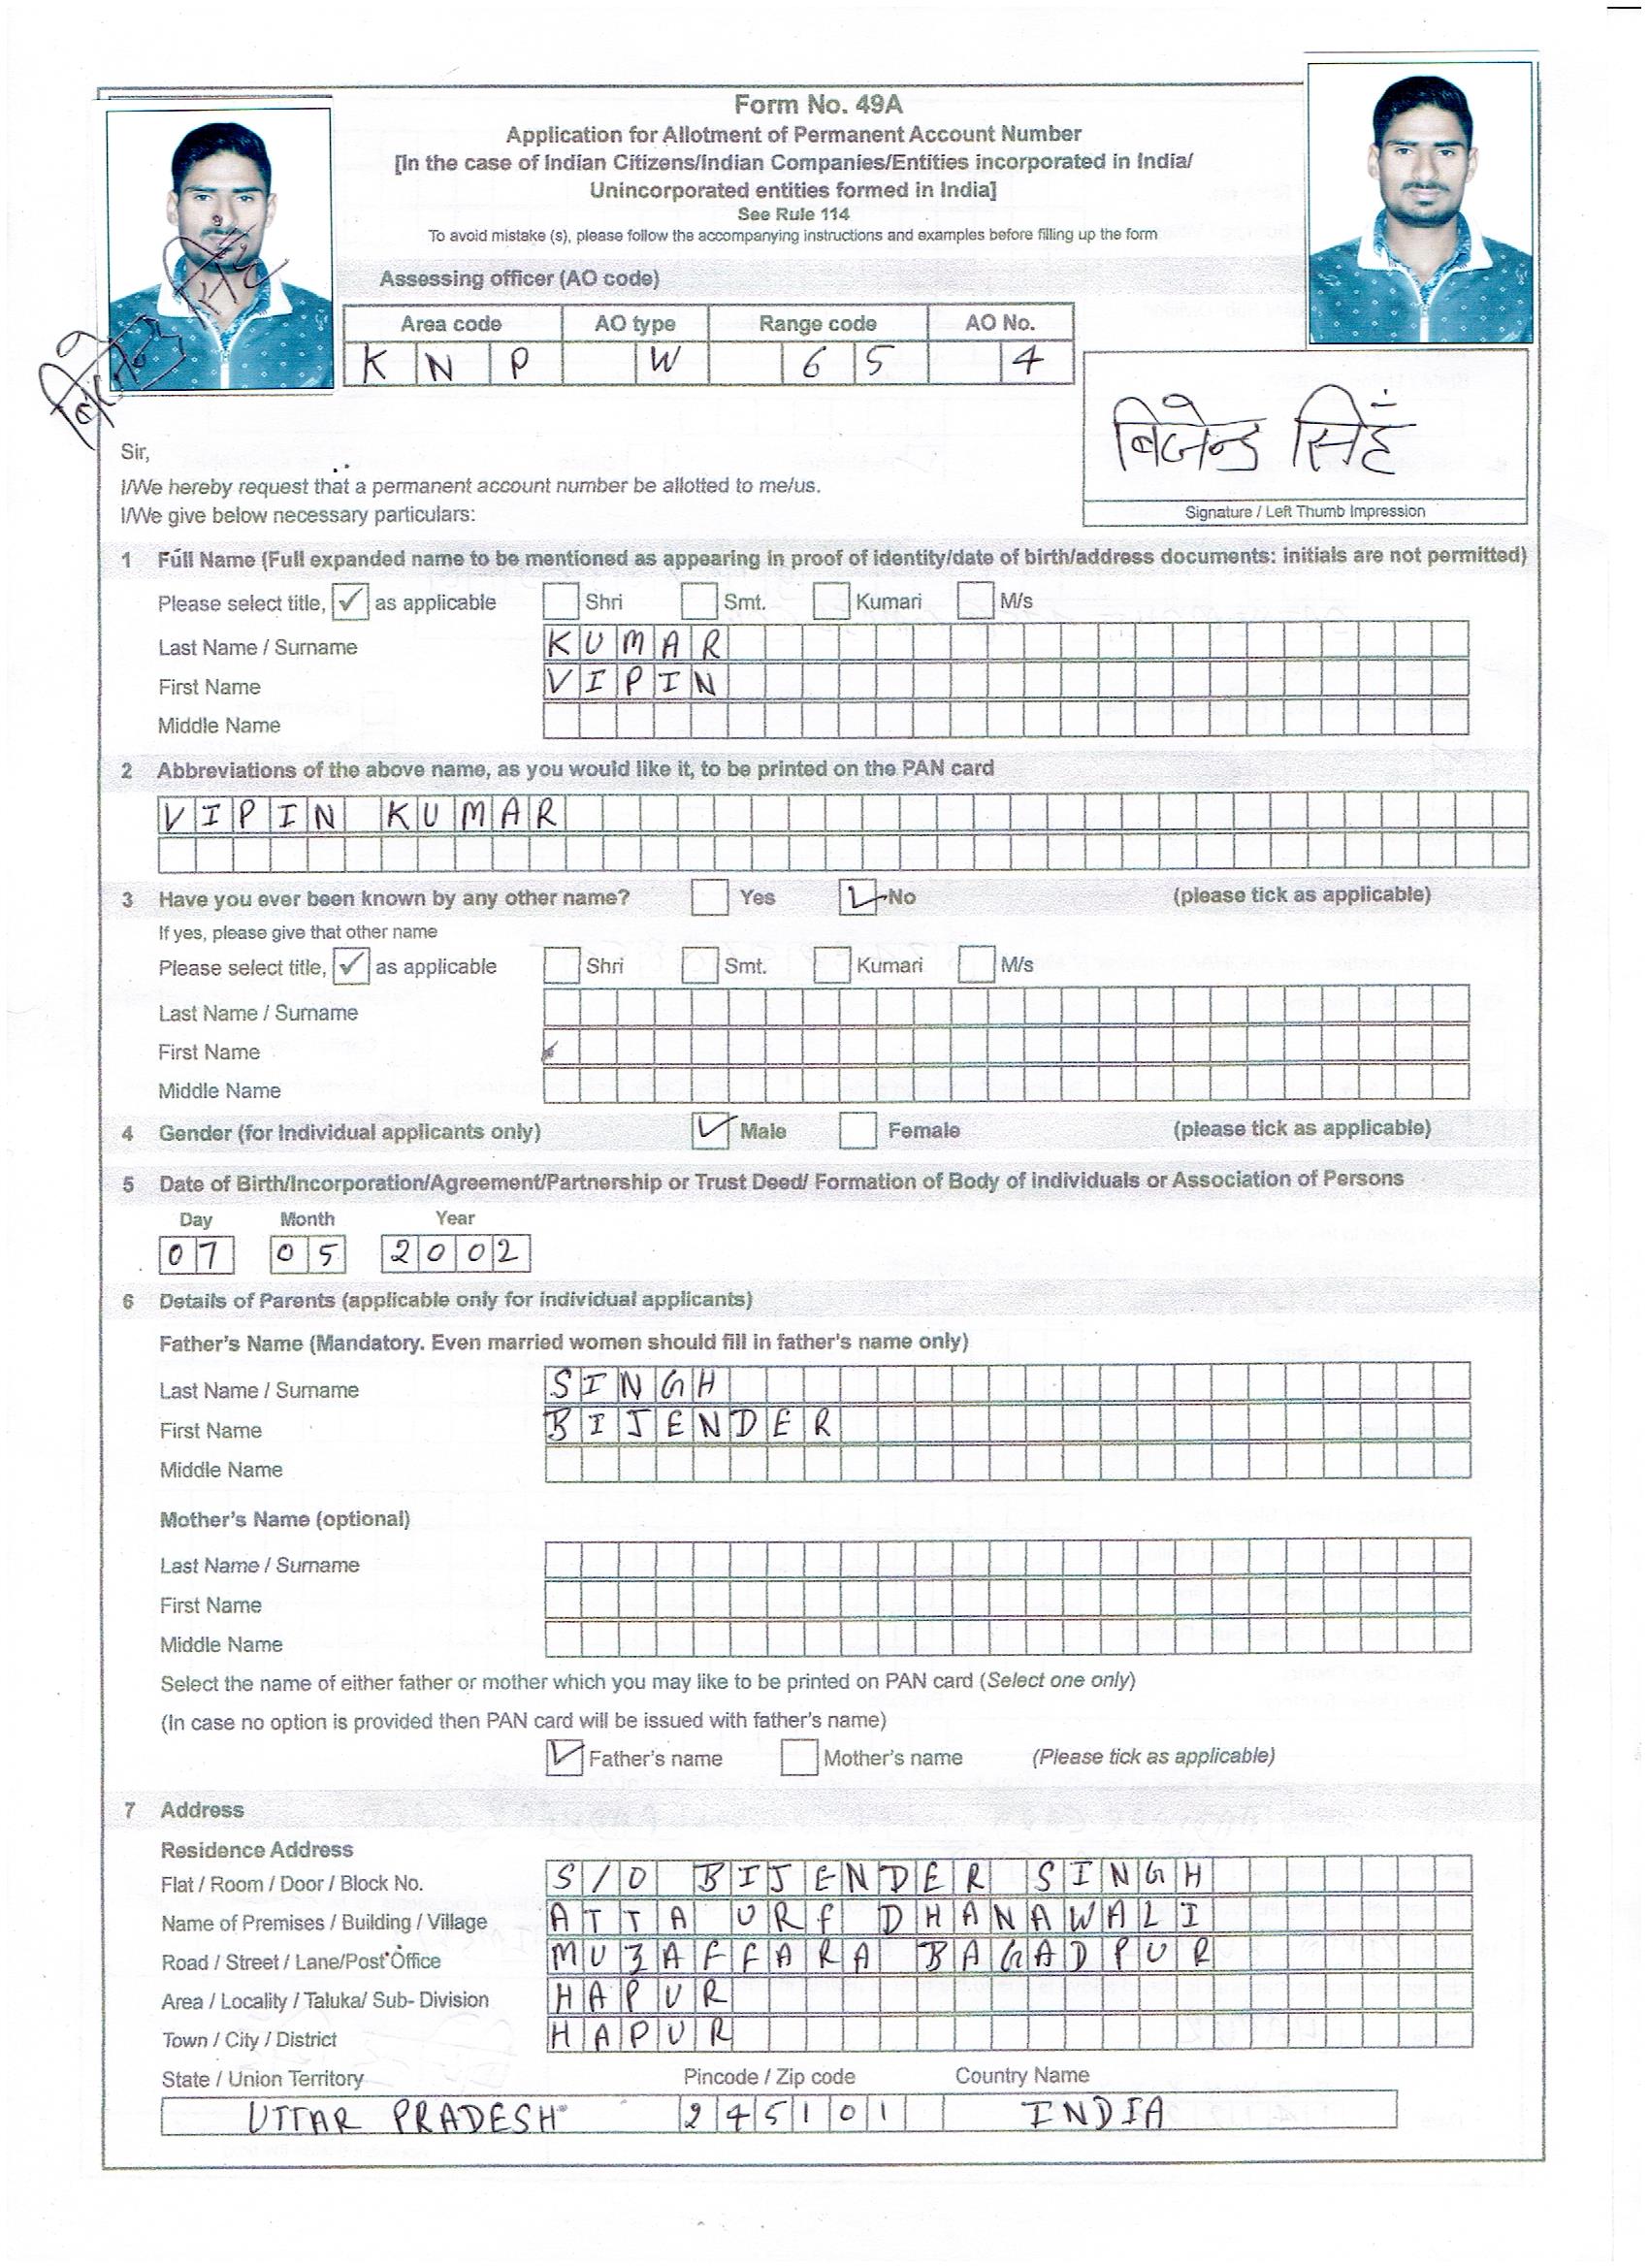 Form No. 49A
Application for Allotment of Permanent Account Number
[In the case of Indian Citizens/Indian Companies/Entities incorporated in India/
Unincorporated entities formed in India]
See Rule 114
To avoid mistake (s), please follow the accompanying instructions and examples before filling up the form
Assessing officer (AO code)
Area code AO type Range code AO No.
KNP W 65 4
बिजेन्द्र सिंह
Signature / Left Thumb Impression
Sir,
I/We hereby request that a permanent account number be allotted to me/us.
I/We give below necessary particulars:
1 Full Name (Full expanded name to be mentioned as appearing in proof of identity/date of birth/address documents: initials are not permitted)
Please select title, ✓ as applicable Shri Smt. Kumari M/s
Last Name / Surname KUMAR
First Name VIPIN
Middle Name
2 Abbreviations of the above name, as you would like it, to be printed on the PAN card
VIPIN KUMAR
3 Have you ever been known by any other name? Yes ✓ No (please tick as applicable)
If yes, please give that other name
Please select title, ✓ as applicable Shri Smt. Kumari M/s
Last Name / Surname
First Name
Middle Name
4 Gender (for Individual applicants only) ✓ Male Female (please tick as applicable)
5 Date of Birth/Incorporation/Agreement/Partnership or Trust Deed/ Formation of Body of individuals or Association of Persons
Day Month Year
07 05 2002
6 Details of Parents (applicable only for individual applicants)
Father's Name (Mandatory. Even married women should fill in father's name only)
Last Name / Surname SINGH
First Name BIJENDER
Middle Name
Mother's Name (optional)
Last Name / Surname
First Name
Middle Name
Select the name of either father or mother which you may like to be printed on PAN card (Select one only)
(In case no option is provided then PAN card will be issued with father's name)
✓ Father's name Mother's name (Please tick as applicable)
7 Address
Residence Address
Flat / Room / Door / Block No. S/O BIJENDER SINGH
Name of Premises / Building / Village ATTA URF DHANAWALI
Road / Street / Lane/Post Office MUZAFFARA BAGADPUR
Area / Locality / Taluka/ Sub- Division HAPUR
Town / City / District HAPUR
State / Union Territory Pincode / Zip code Country Name
UTTAR PRADESH 245101 INDIA